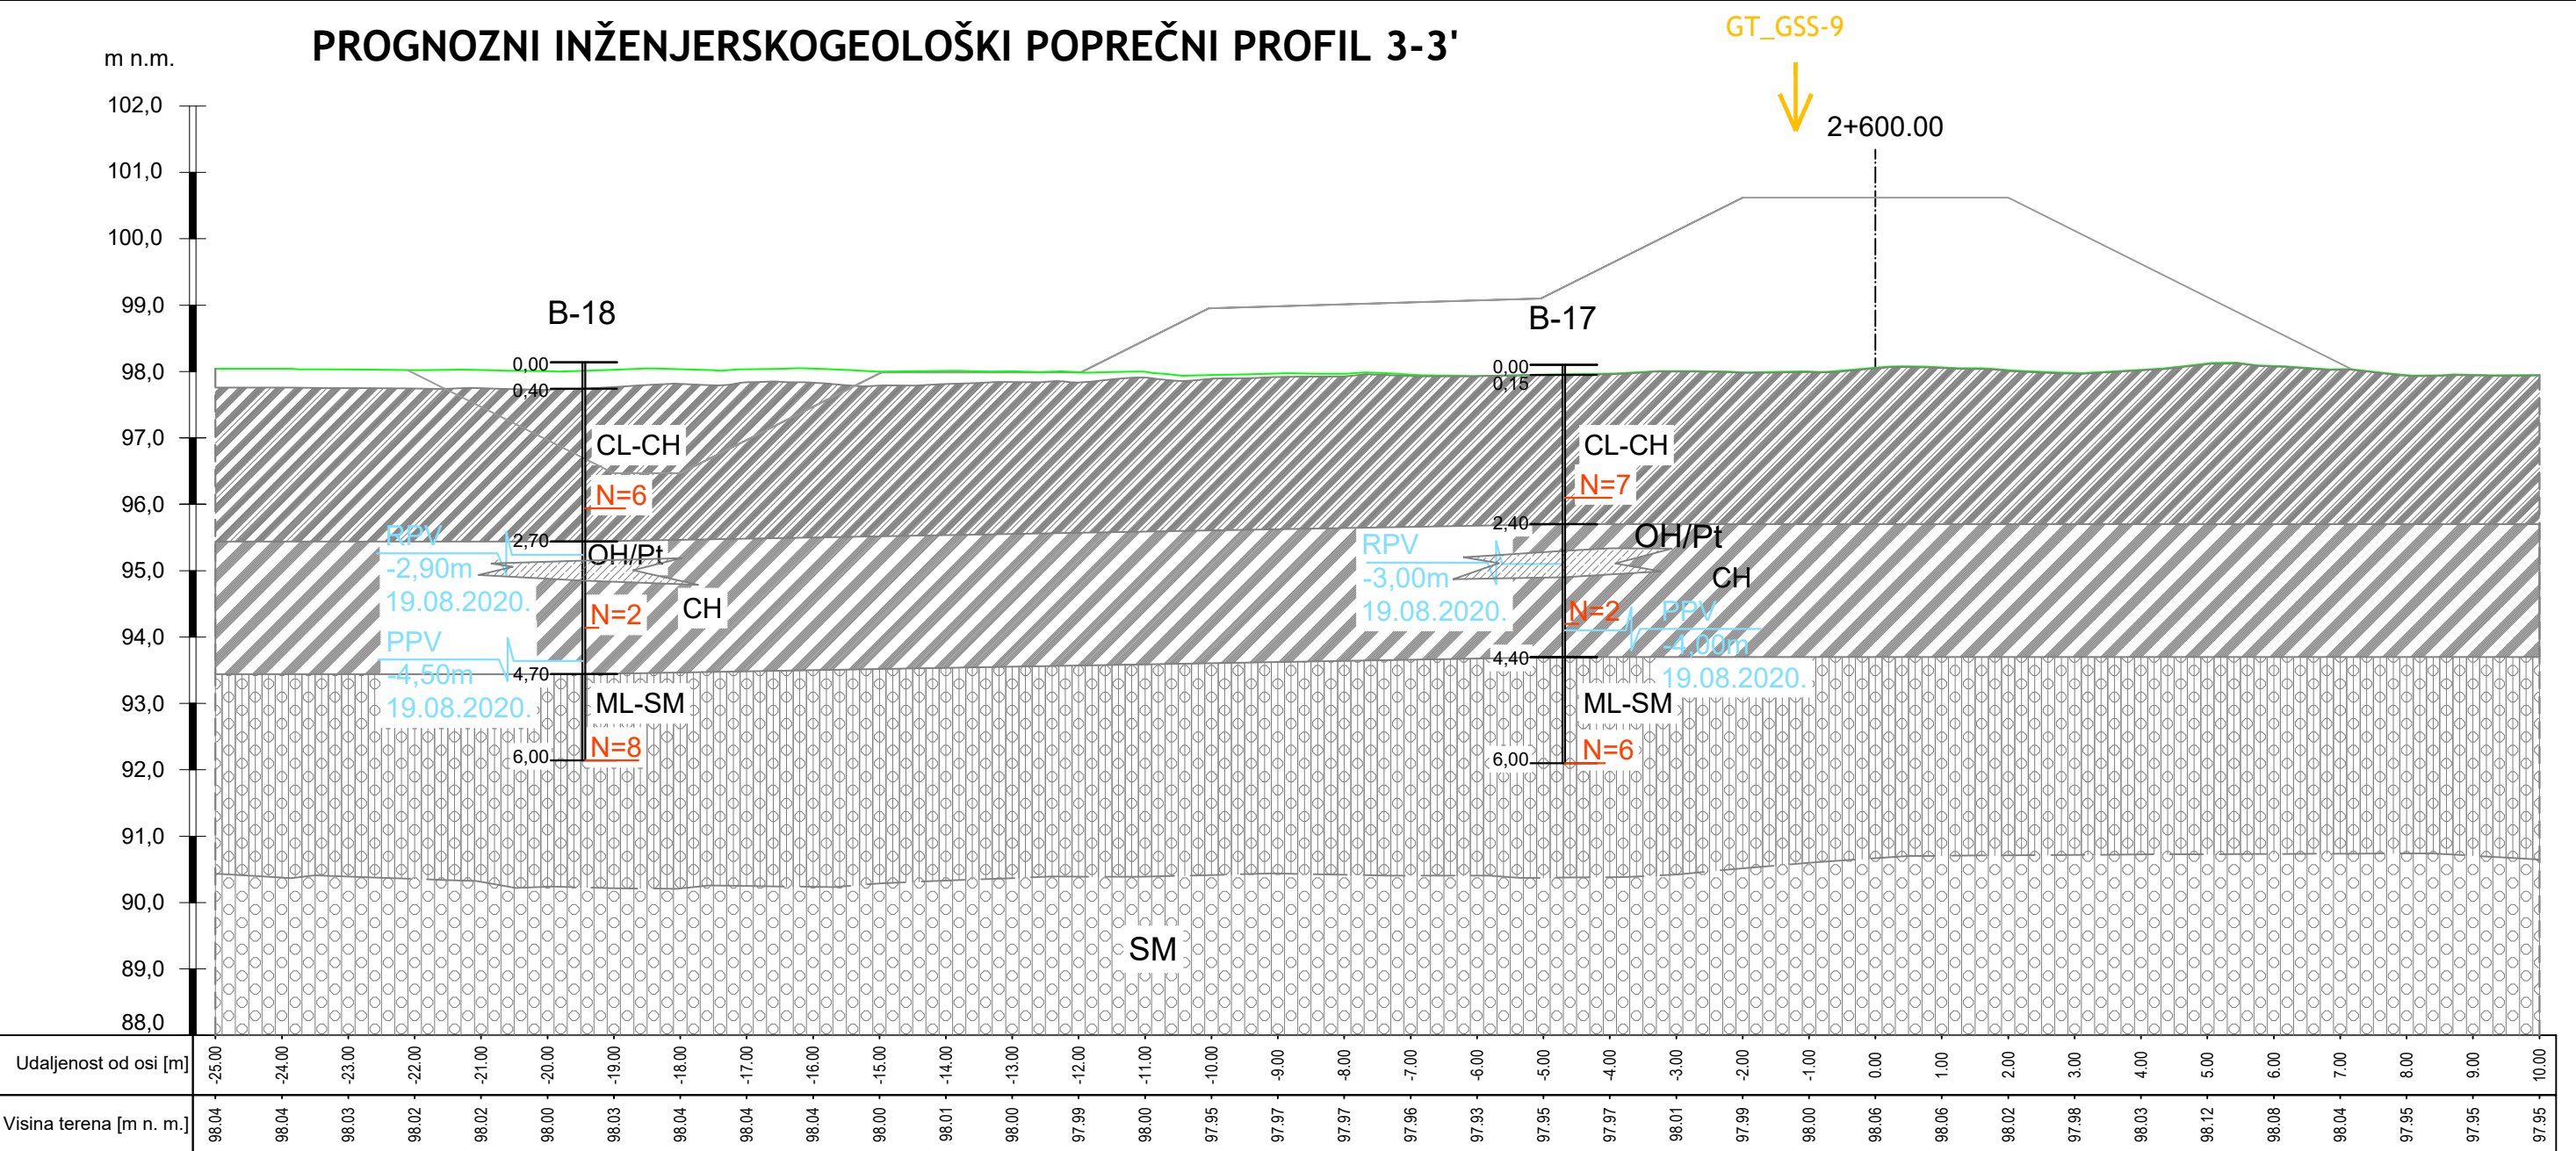 PROGNOZNI INŽENJERSKOGEOLOŠKI POPREČNI PROFIL 3-3'
GT_GSS-9
m n.m.
2+600.00
102,0
101,0
100,0
99,0
98,0
97,0
96,0
95,0
94,0
93,0
92,0
91,0
90,0
89,0
88,0
B-18
0,00
0,40
CL-CH
N=6
2,70
OH/Pt
RPV
-2,90m
19.08.2020.
CH
N=2
PPV
-4,50m
19.08.2020.
4,70
ML-SM
N=8
6,00
B-17
0,00
0,15
CL-CH
N=7
2,40
OH/Pt
RPV
-3,00m
19.08.2020.
CH
N=2
PPV
-4,00m
19.08.2020.
4,40
ML-SM
N=6
6,00
SM
Udaljenost od osi [m] -25.00 -24.00 -23.00 -22.00 -21.00 -20.00 -19.00 -18.00 -17.00 -16.00 -15.00 -14.00 -13.00 -12.00 -11.00 -10.00 -9.00 -8.00 -7.00 -6.00 -5.00 -4.00 -3.00 -2.00 -1.00 0.00 1.00 2.00 3.00 4.00 5.00 6.00 7.00 8.00 9.00 10.00
Visina terena [m n. m.] 98.04 98.04 98.03 98.02 98.02 98.00 98.03 98.04 98.04 98.04 98.00 98.01 98.00 97.99 98.00 97.95 97.97 97.97 97.96 97.93 97.95 97.97 98.01 97.99 98.00 98.06 98.06 98.02 97.98 98.03 98.12 98.08 98.04 97.95 97.95 97.95